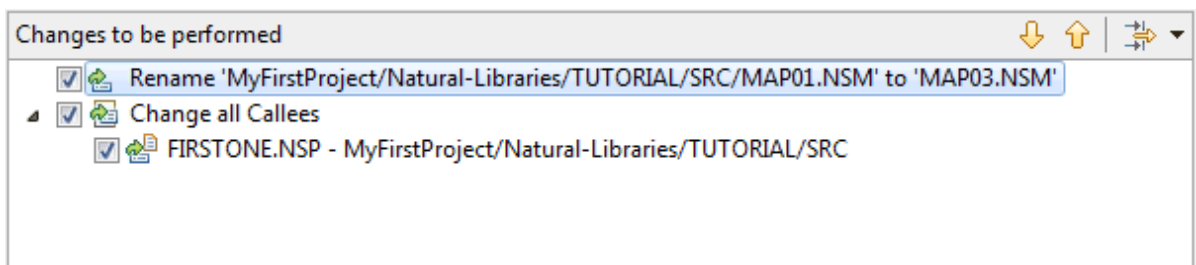 Changes to be performed
Rename 'MyFirstProject/Natural-Libraries/TUTORIAL/SRC/MAP01.NSM' to 'MAP03.NSM'
Change all Callees
FIRSTONE.NSP - MyFirstProject/Natural-Libraries/TUTORIAL/SRC